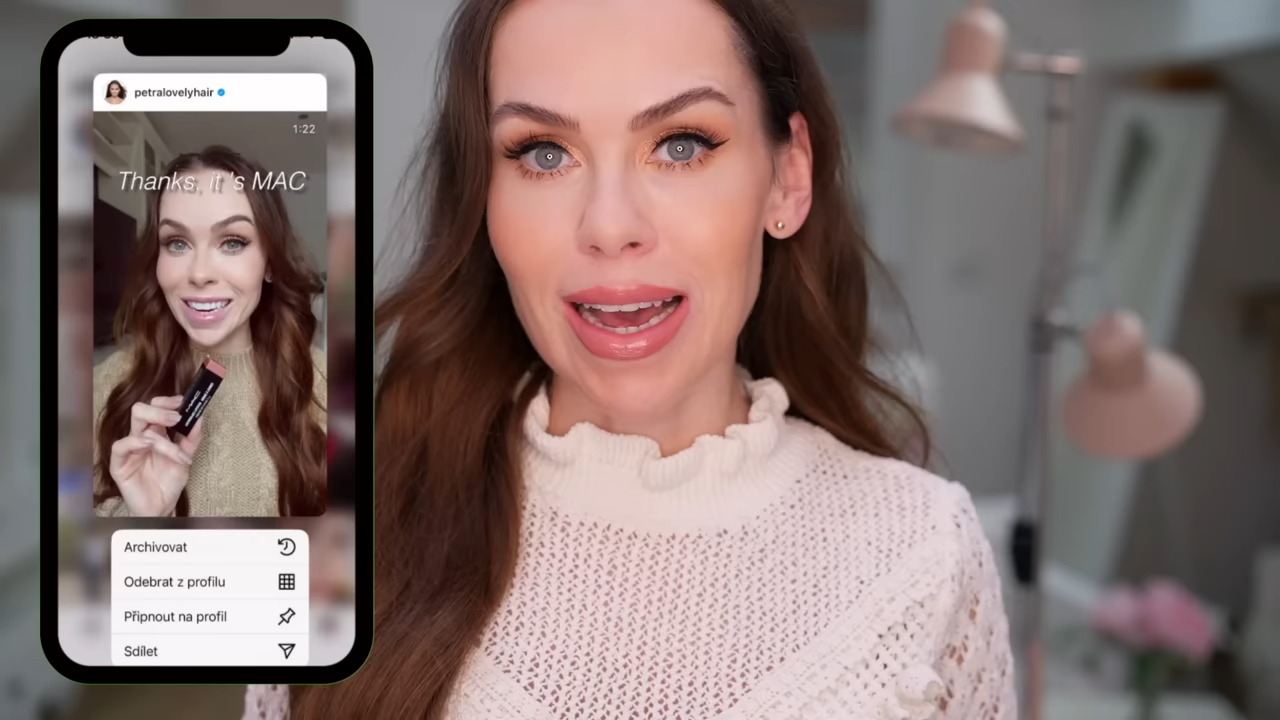 petralovelyhair
1:22
Thanks, it 's MAC
Archivovat
Odebrat z profilu
Připnout na profil
Sdílet